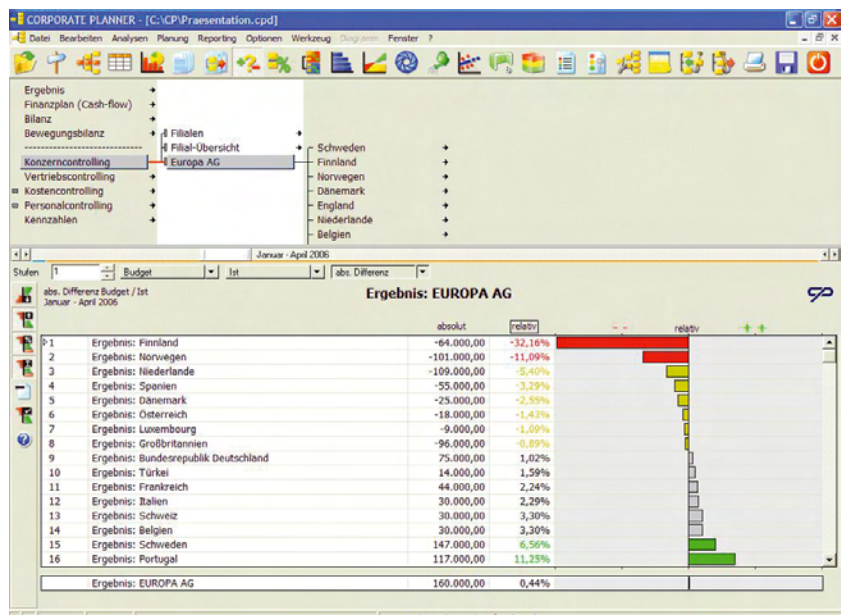 CORPORATE PLANNER - [C:\CP\Praesentation.cpd]
Datei Bearbeiten Analysen Planung Reporting Optionen Werkzeug Diagramm Fenster ?
Ergebnis
Finanzplan (Cash-flow)
Bilanz
Bewegungsbilanz
Filialen
Filial-Übersicht
Schweden
Konzerncontrolling
Europa AG
Finnland
Vertriebscontrolling
Norwegen
Kostencontrolling
Dänemark
Personalcontrolling
England
Kennzahlen
Niederlande
Belgien
Januar - April 2006
Stufen 1 Budget Ist abs. Differenz
abs. Differenz Budget / Ist
Ergebnis: EUROPA AG
Januar - April 2006
absolut relativ - - relativ + +
1 Ergebnis: Finnland -64.000,00 -32,16%
2 Ergebnis: Norwegen -101.000,00 -11,09%
3 Ergebnis: Niederlande -109.000,00 -5,40%
4 Ergebnis: Spanien -55.000,00 -3,29%
5 Ergebnis: Dänemark -25.000,00 -2,55%
6 Ergebnis: Österreich -18.000,00 -1,43%
7 Ergebnis: Luxembourg -9.000,00 -1,09%
8 Ergebnis: Großbritannien -96.000,00 -0,89%
9 Ergebnis: Bundesrepublik Deutschland 75.000,00 1,02%
10 Ergebnis: Türkei 14.000,00 1,59%
11 Ergebnis: Frankreich 44.000,00 2,24%
12 Ergebnis: Italien 30.000,00 2,29%
13 Ergebnis: Schweiz 30.000,00 3,30%
14 Ergebnis: Belgien 30.000,00 3,30%
15 Ergebnis: Schweden 147.000,00 6,56%
16 Ergebnis: Portugal 117.000,00 11,25%
Ergebnis: EUROPA AG 160.000,00 0,44%